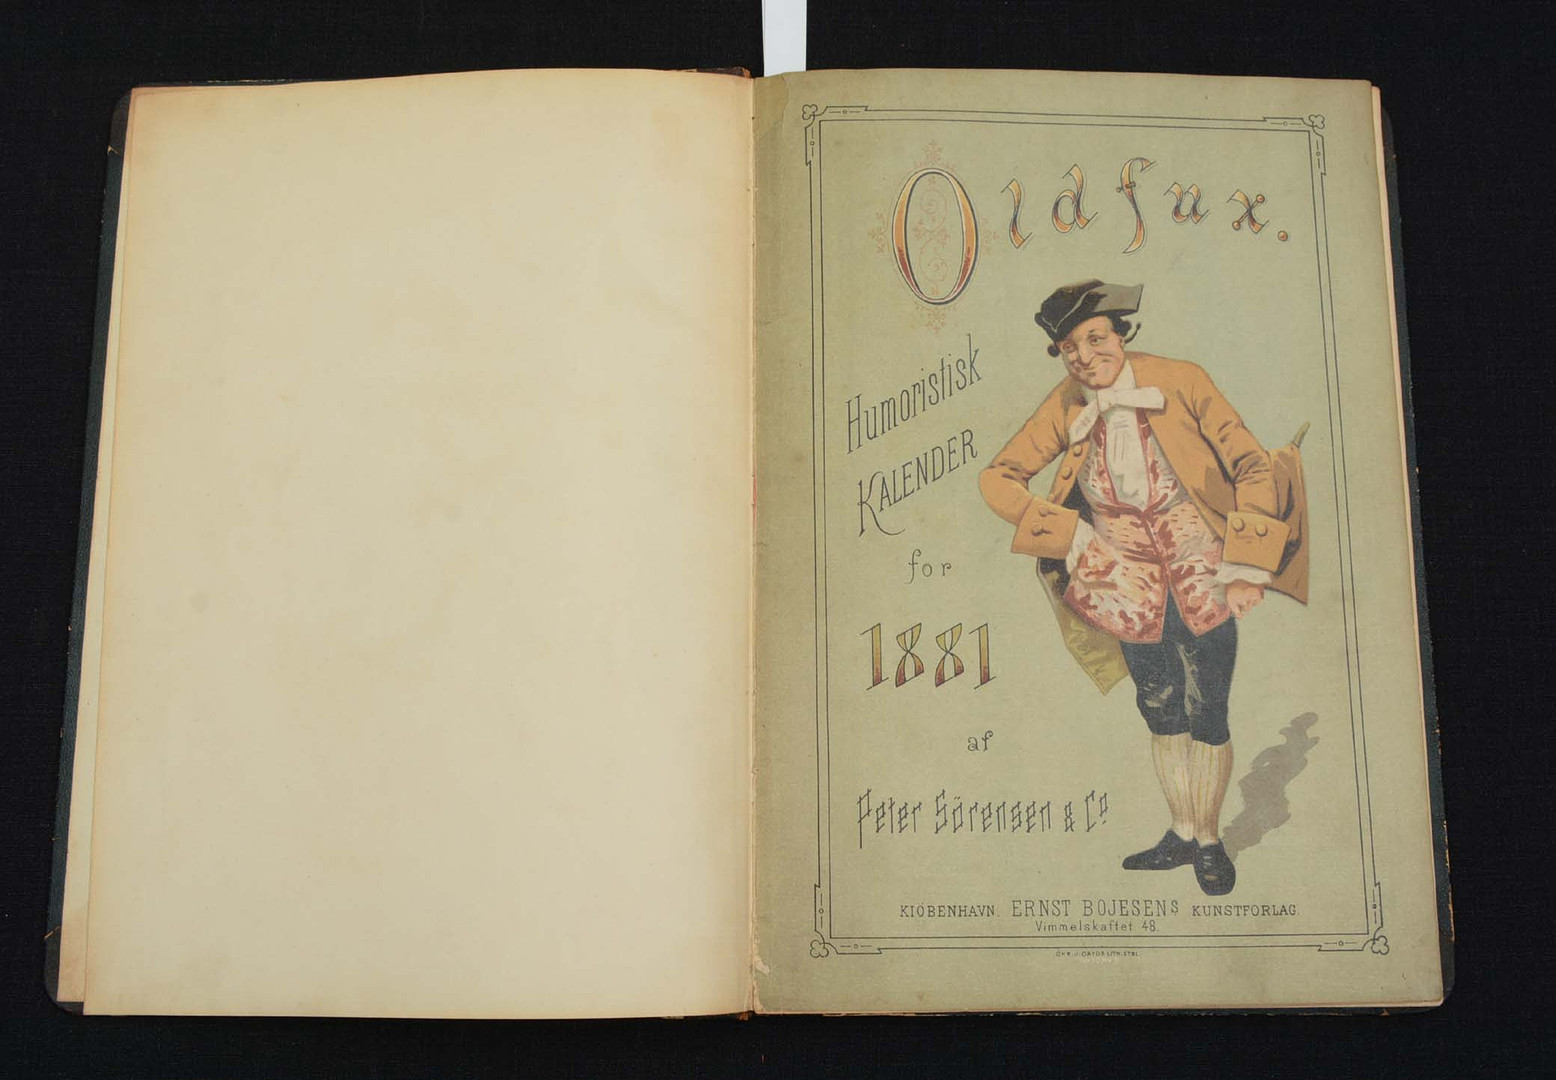 Oldfux.
Humoristisk
KALENDER
for
1881
af
Peter Sörensen & Co
KIÖBENHAVN. ERNST BOJESENS KUNSTFORLAG.
Vimmelskaftet 48.